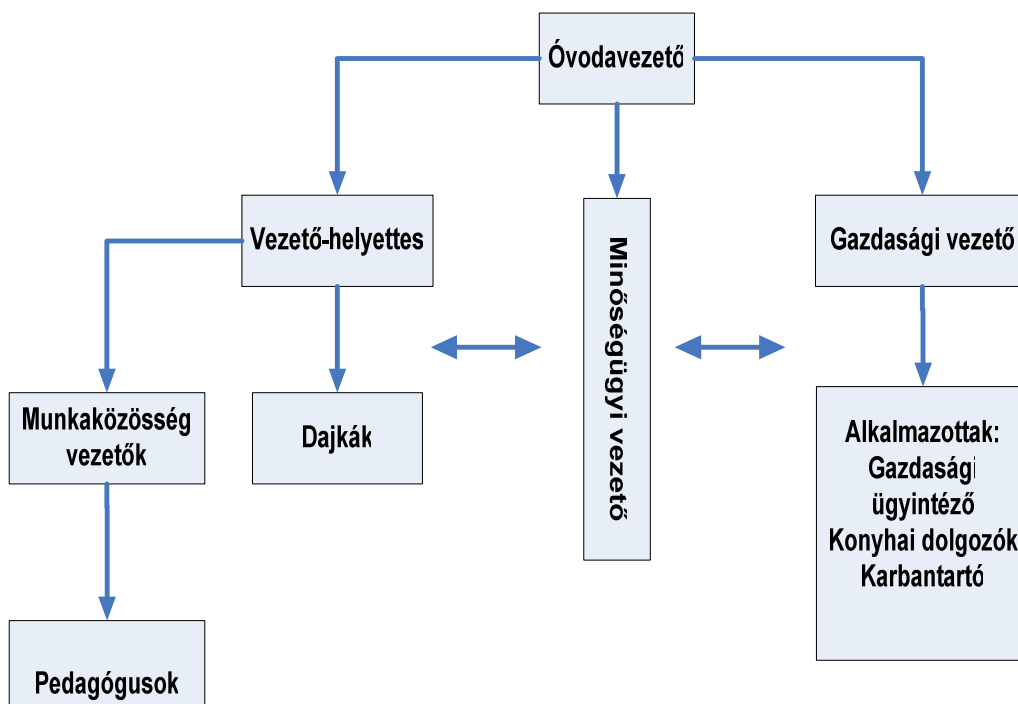 Óvodavezető
Vezető-helyettes
Minőségügyi vezető
Gazdasági vezető
Munkaközösség
vezetők
Dajkák
Alkalmazottak:
Gazdasági
ügyintéző
Konyhai dolgozók
Karbantartó
Pedagógusok